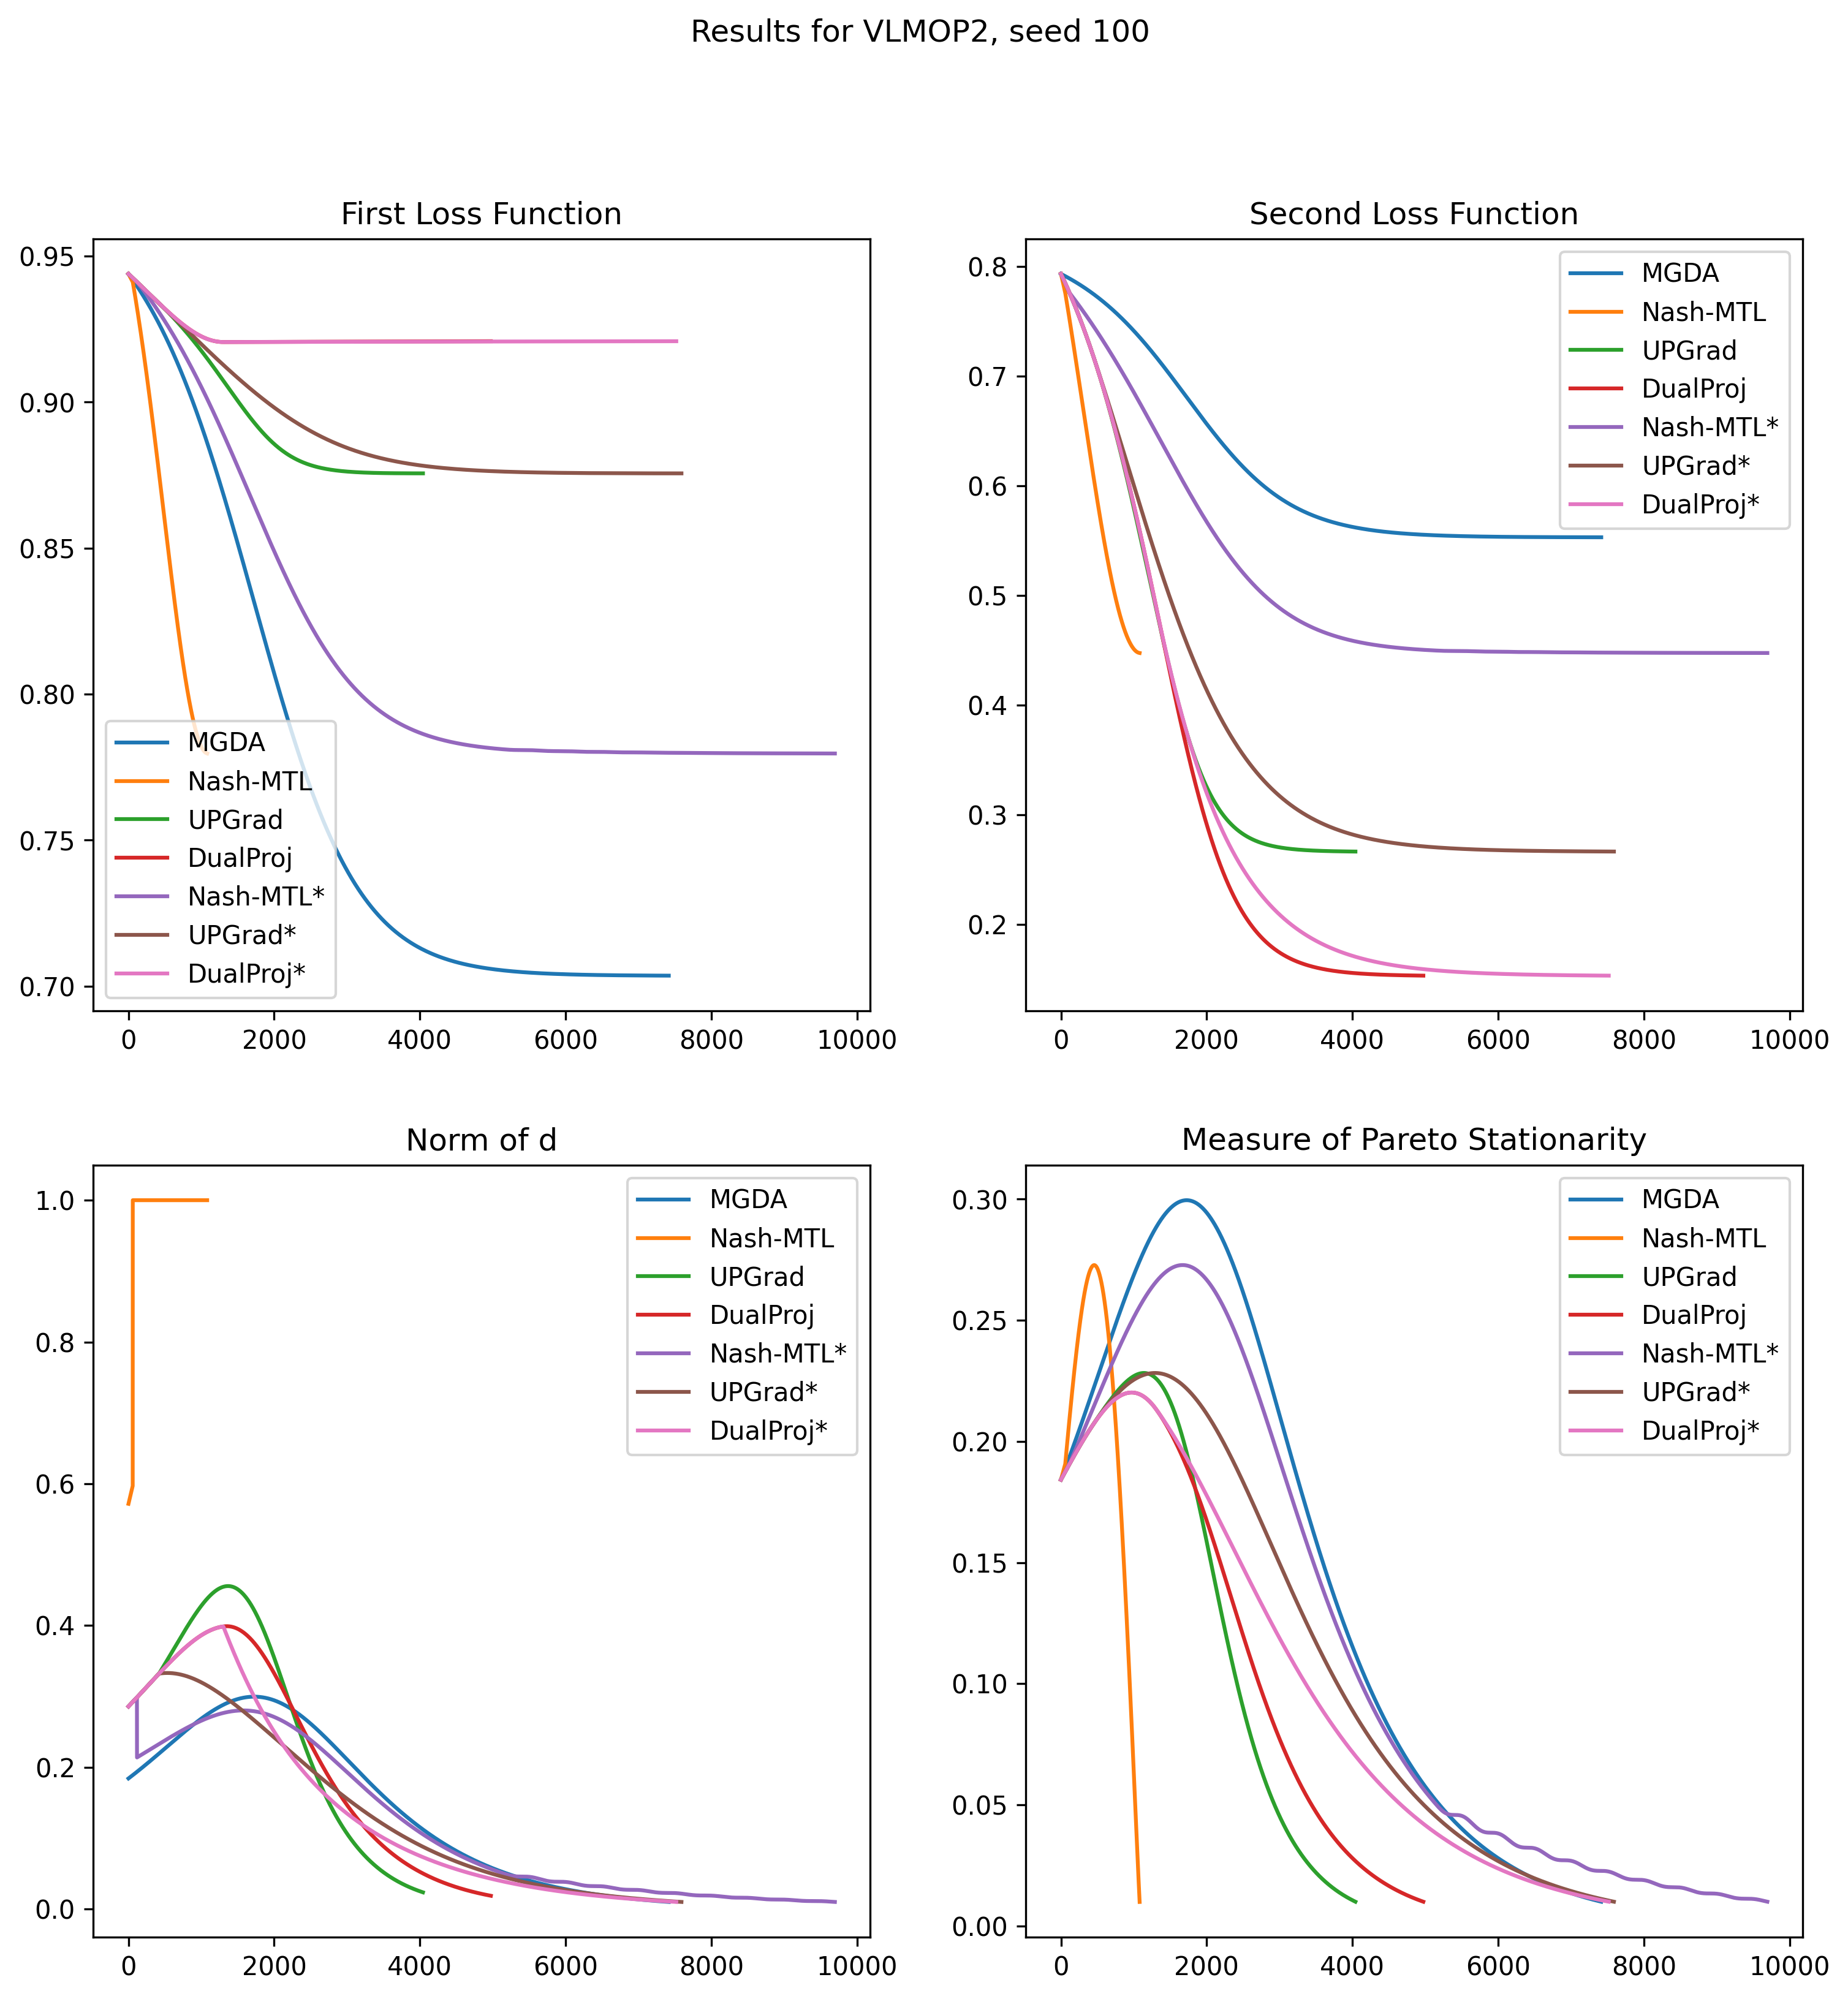 Results for VLMOP2, seed 100
First Loss Function
0.95
0.90
0.85
0.80
0.75
0.70
MGDA
Nash-MTL
UPGrad
DualProj
Nash-MTL*
UPGrad*
DualProj*
0 2000 4000 6000 8000 10000
Second Loss Function
0.8
0.7
0.6
0.5
0.4
0.3
0.2
MGDA
Nash-MTL
UPGrad
DualProj
Nash-MTL*
UPGrad*
DualProj*
0 2000 4000 6000 8000 10000
Norm of d
1.0
0.8
0.6
0.4
0.2
0.0
MGDA
Nash-MTL
UPGrad
DualProj
Nash-MTL*
UPGrad*
DualProj*
0 2000 4000 6000 8000 10000
Measure of Pareto Stationarity
0.30
0.25
0.20
0.15
0.10
0.05
0.00
MGDA
Nash-MTL
UPGrad
DualProj
Nash-MTL*
UPGrad*
DualProj*
0 2000 4000 6000 8000 10000